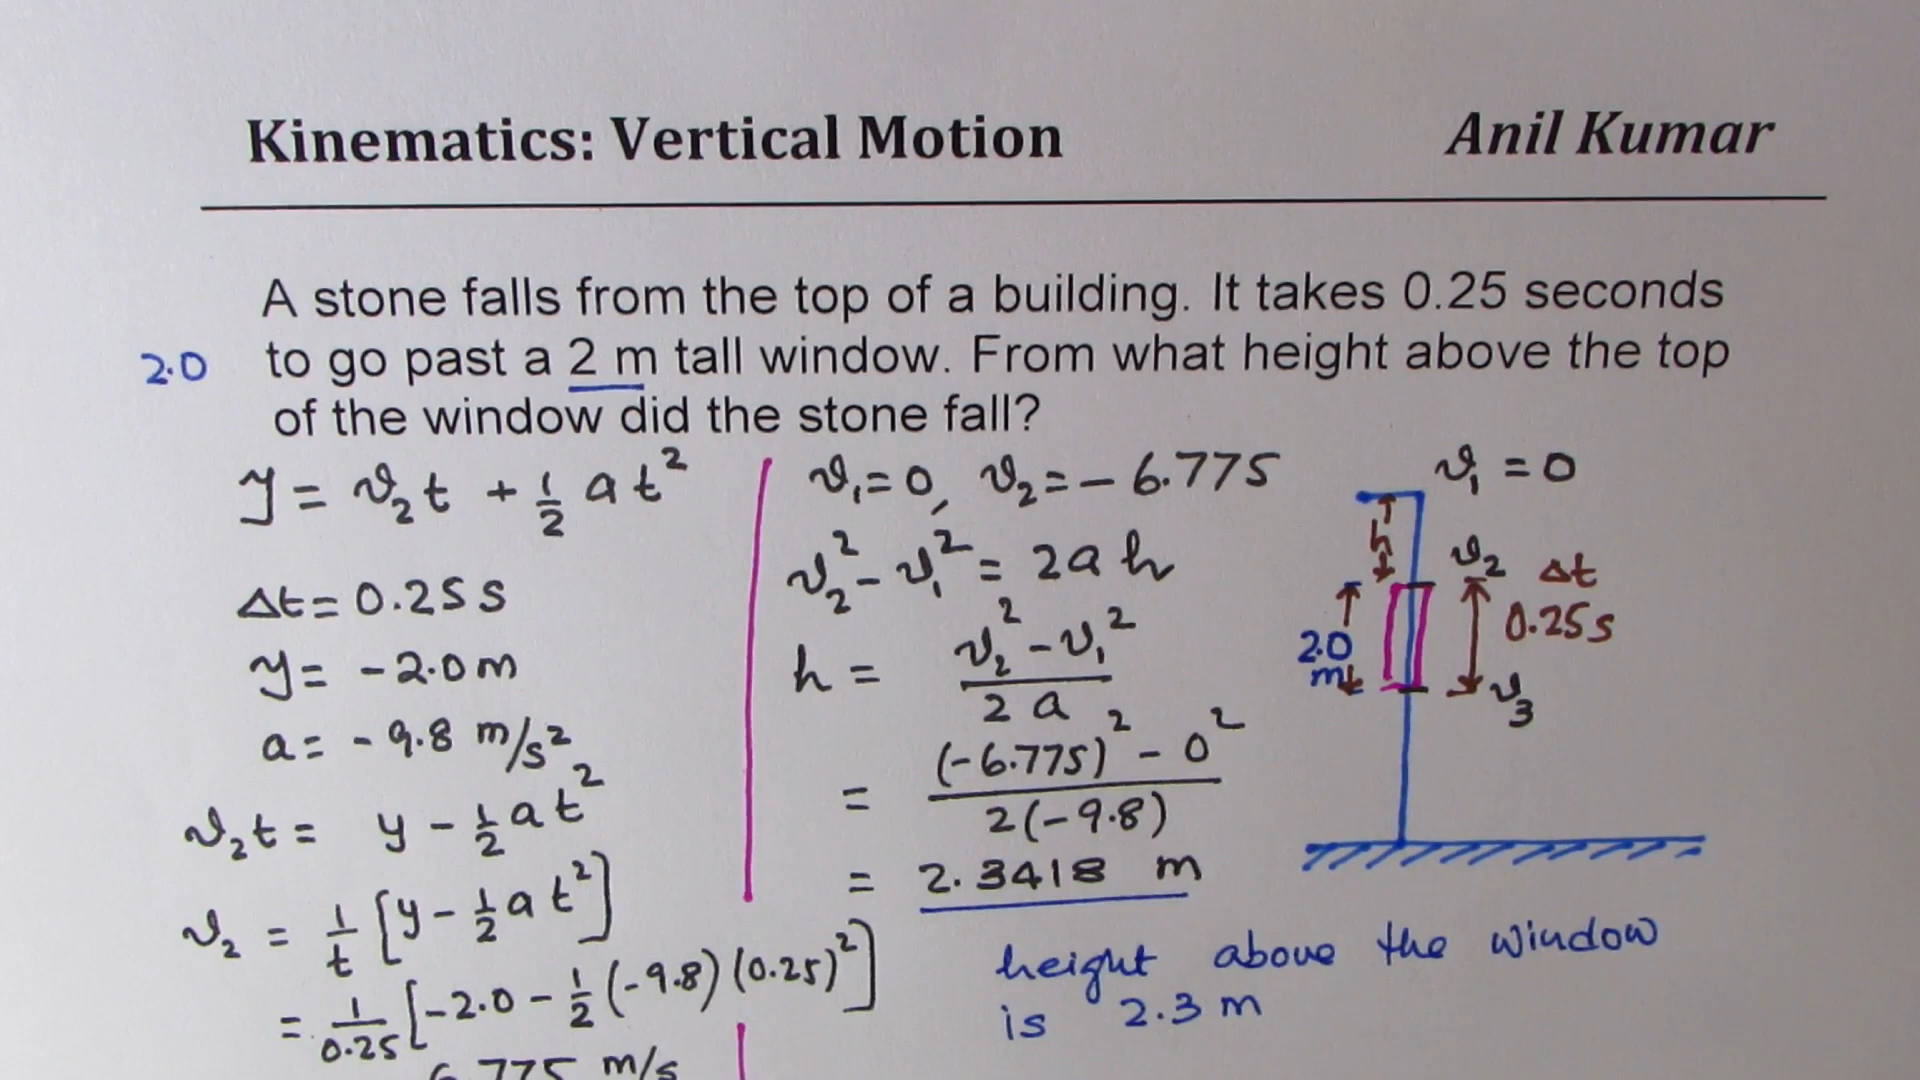 Kinematics: Vertical Motion
Anil Kumar
A stone falls from the top of a building. It takes 0.25 seconds
2.0 to go past a 2 m tall window. From what height above the top
of the window did the stone fall?
y = v₂t + ½ at²
Δt = 0.25 s
y = -2.0 m
a = -9.8 m/s²
v₂t = y - ½at²
v₂ = 1/t [y - ½at²]
= 1/0.25 [-2.0 - ½(-9.8)(0.25)²]
6.775 m/s
v₁ = 0, v₂ = -6.775
v₂² - v₁² = 2ah
h = (v₂² - v₁²)/2a
= ((-6.775)² - 0²)/2(-9.8)
= 2.3418 m
height above the window
is 2.3 m
v₁ = 0
h
v₂ Δt
0.25 s
2.0
m
v₃